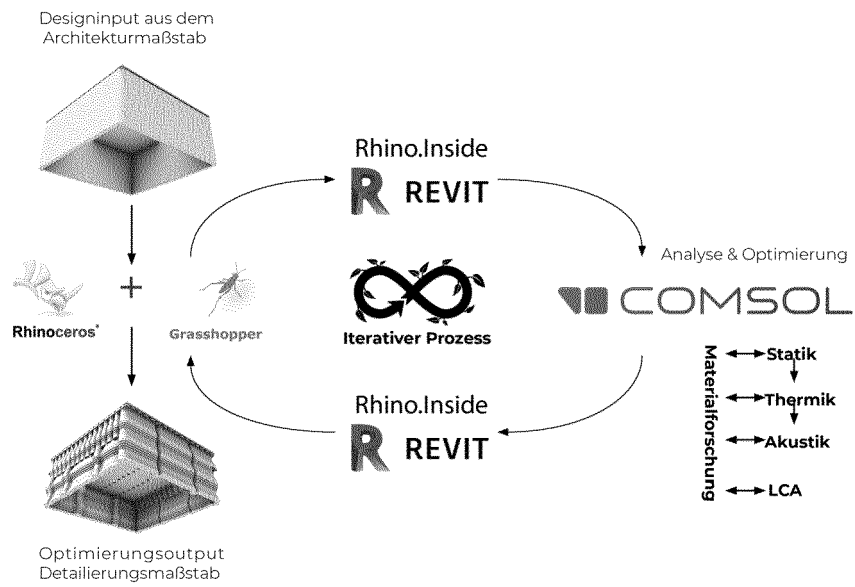 Designinput aus dem
Architekturmaßstab
Rhino.Inside
R REVIT
Analyse & Optimierung
COMSOL
+
Rhinoceros®
Grasshopper
Iterativer Prozess
Materialforschung
Statik
Thermik
Akustik
LCA
Rhino.Inside
R REVIT
Optimierungsoutput
Detailierungsmaßstab